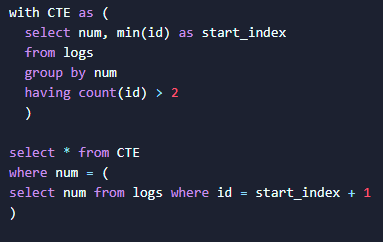 with CTE as (
select num, min(id) as start_index
from logs
group by num
having count(id) > 2
)
select * from CTE
where num = (
select num from logs where id = start_index + 1
)